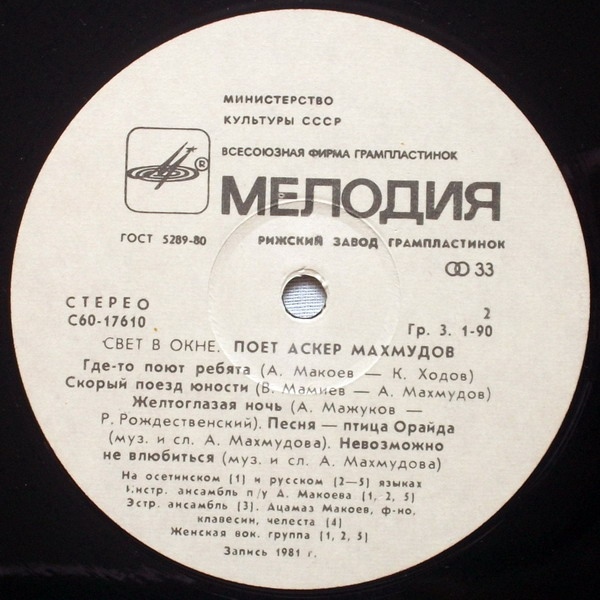 МИНИСТЕРСТВО
КУЛЬТУРЫ СССР
ВСЕСОЮЗНАЯ ФИРМА ГРАМПЛАСТИНОК
®
МЕЛОДИЯ
ГОСТ 5289-80
РИЖСКИЙ ЗАВОД ГРАМПЛАСТИНОК
33
СТЕРЕО
2
С60-17610
Гр. 3. 1-90
СВЕТ В ОКНЕ. ПОЕТ АСКЕР МАХМУДОВ
Где-то поют ребята (А. Макоев — К. Ходов)
Скорый поезд юности (В. Мамиев — А. Махмудов)
Желтоглазая ночь (А. Мажуков —
Р. Рождественский). Песня — птица Орайда
(муз. и сл. А. Махмудова). Невозможно
не влюбиться (муз. и сл. А. Махмудова)
На осетинском (1) и русском (2—5) языках
Инстр. ансамбль п/у А. Макоева (1, 2, 5)
Эстр. ансамбль (3). Ацамаз Макоев, ф-но,
клавесин, челеста (4)
Женская вок. группа (1, 2, 5)
Запись 1981 г.